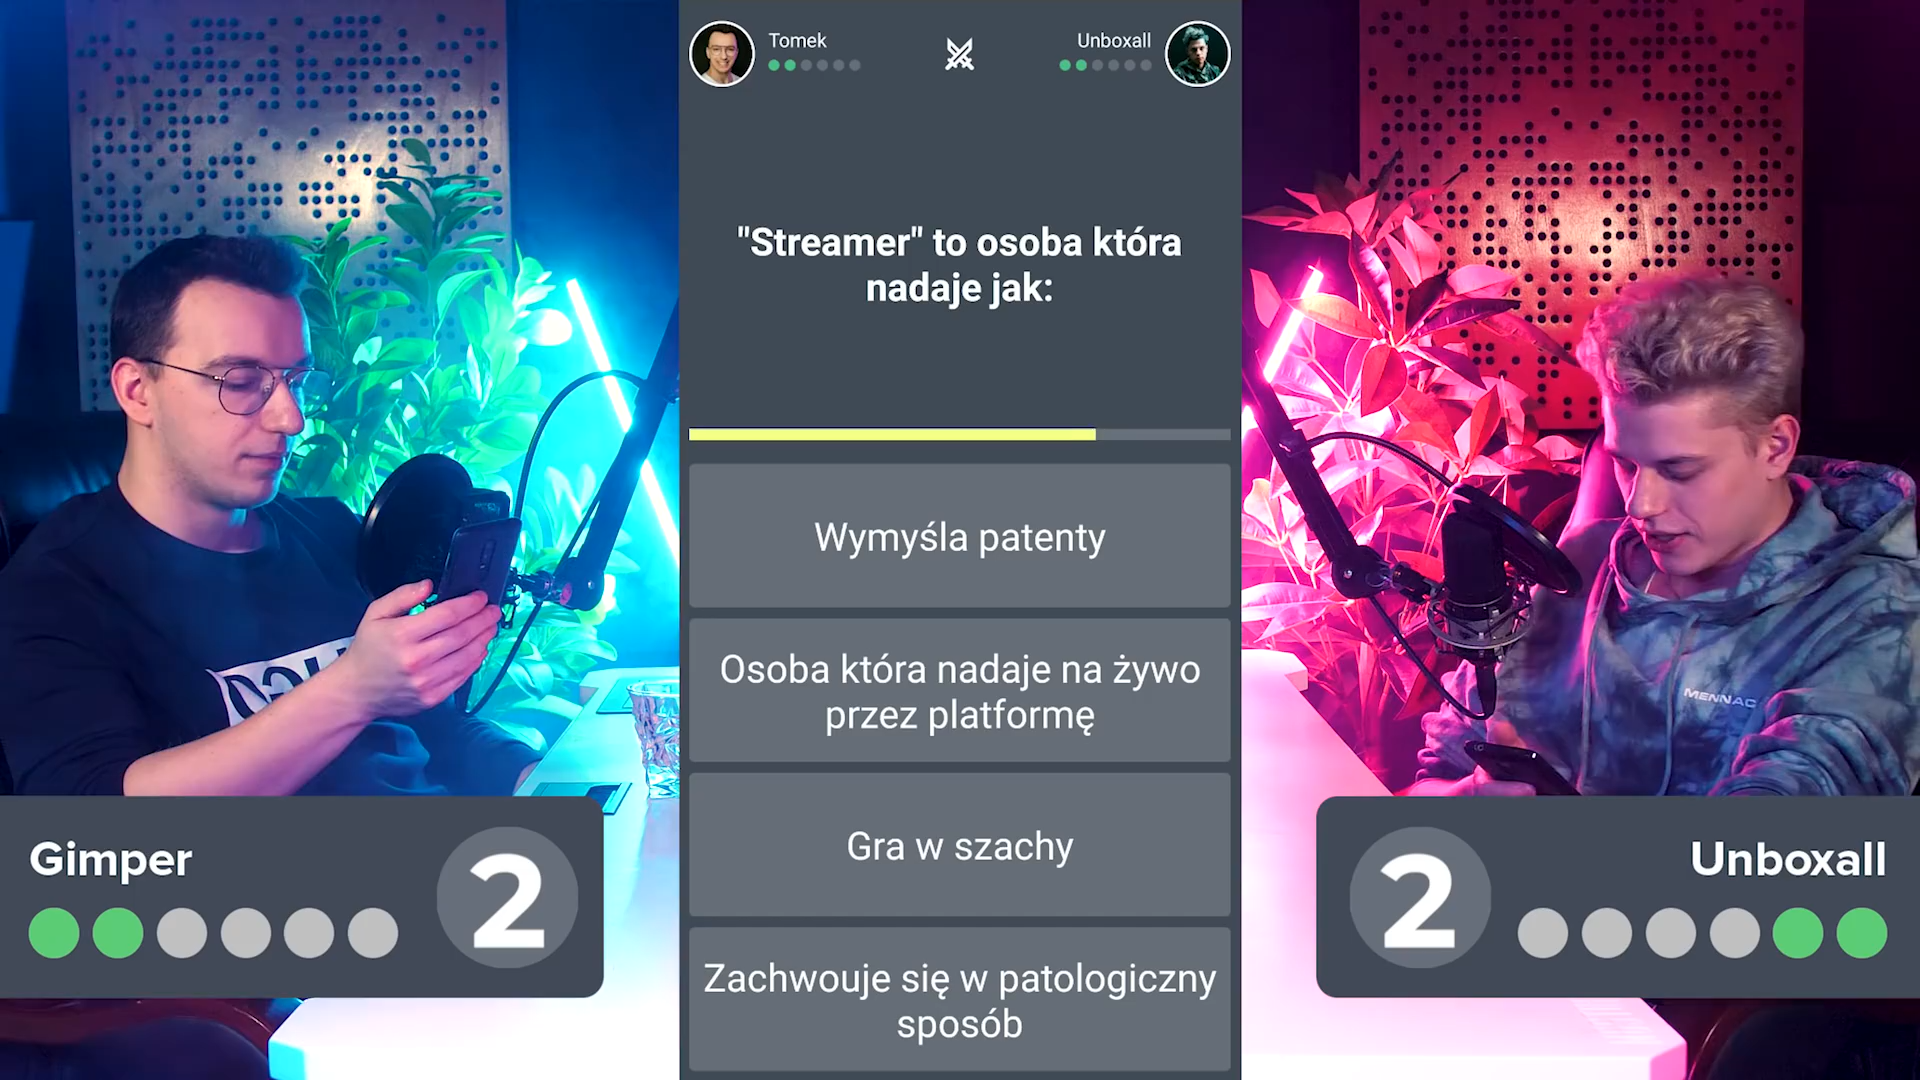 Tomek
Unboxall
"Streamer" to osoba która
nadaje jak:
Wymyśla patenty
Osoba która nadaje na żywo
przez platformę
Gra w szachy
Zachwouje się w patologiczny
sposób
Gimper
2
2
Unboxall
MENNAC